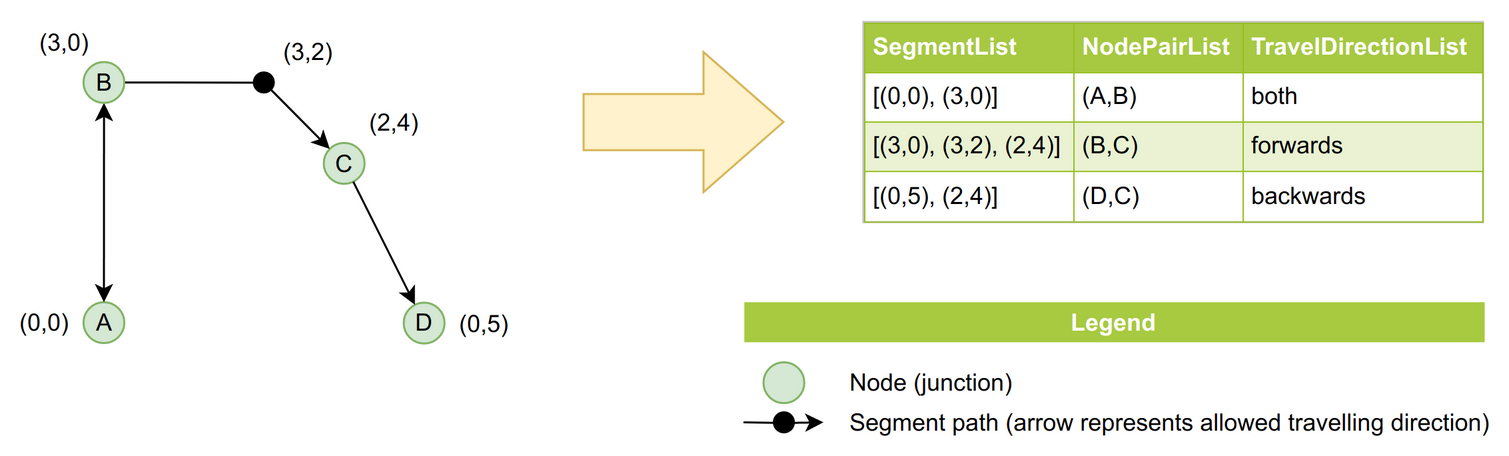 (3,0)
B
(3,2)
(2,4)
C
(0,0)
A
D
(0,5)
SegmentList NodePairList TravelDirectionList
[(0,0), (3,0)] (A,B) both
[(3,0), (3,2), (2,4)] (B,C) forwards
[(0,5), (2,4)] (D,C) backwards
Legend
Node (junction)
Segment path (arrow represents allowed travelling direction)